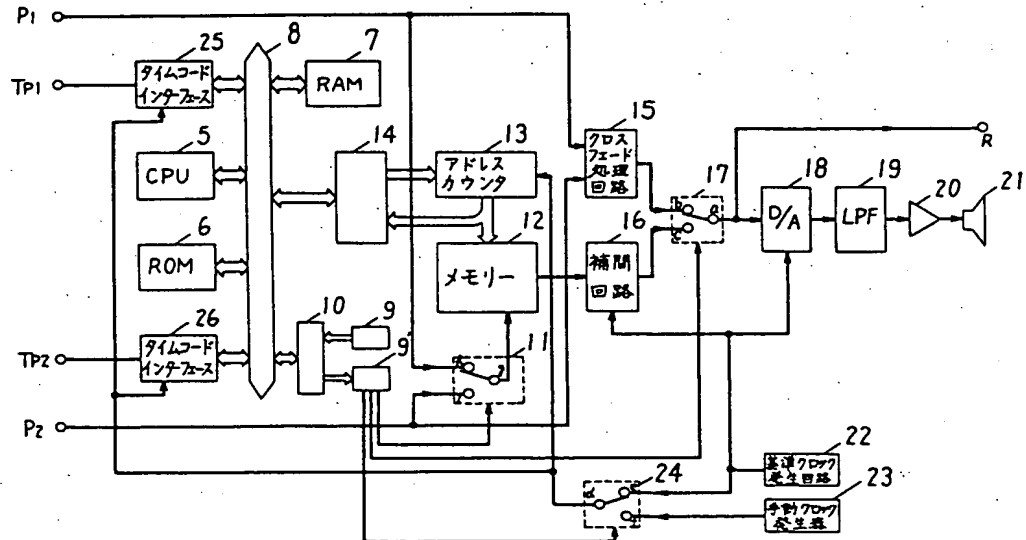 P1
TP1
25
タイムコード
インターフェース
8
7
RAM
5
CPU
14
13
アドレス
カウンタ
15
クロス
フェード
処理
回路
R
17
b
a
c
18
D/A
19
LPF
20
21
6
ROM
12
メモリー
16
補間
回路
26
タイムコード
インターフェース
10
9
9'
11
TP2
P2
24
d
22
基準クロック
発生回路
23
手動クロック
発生器